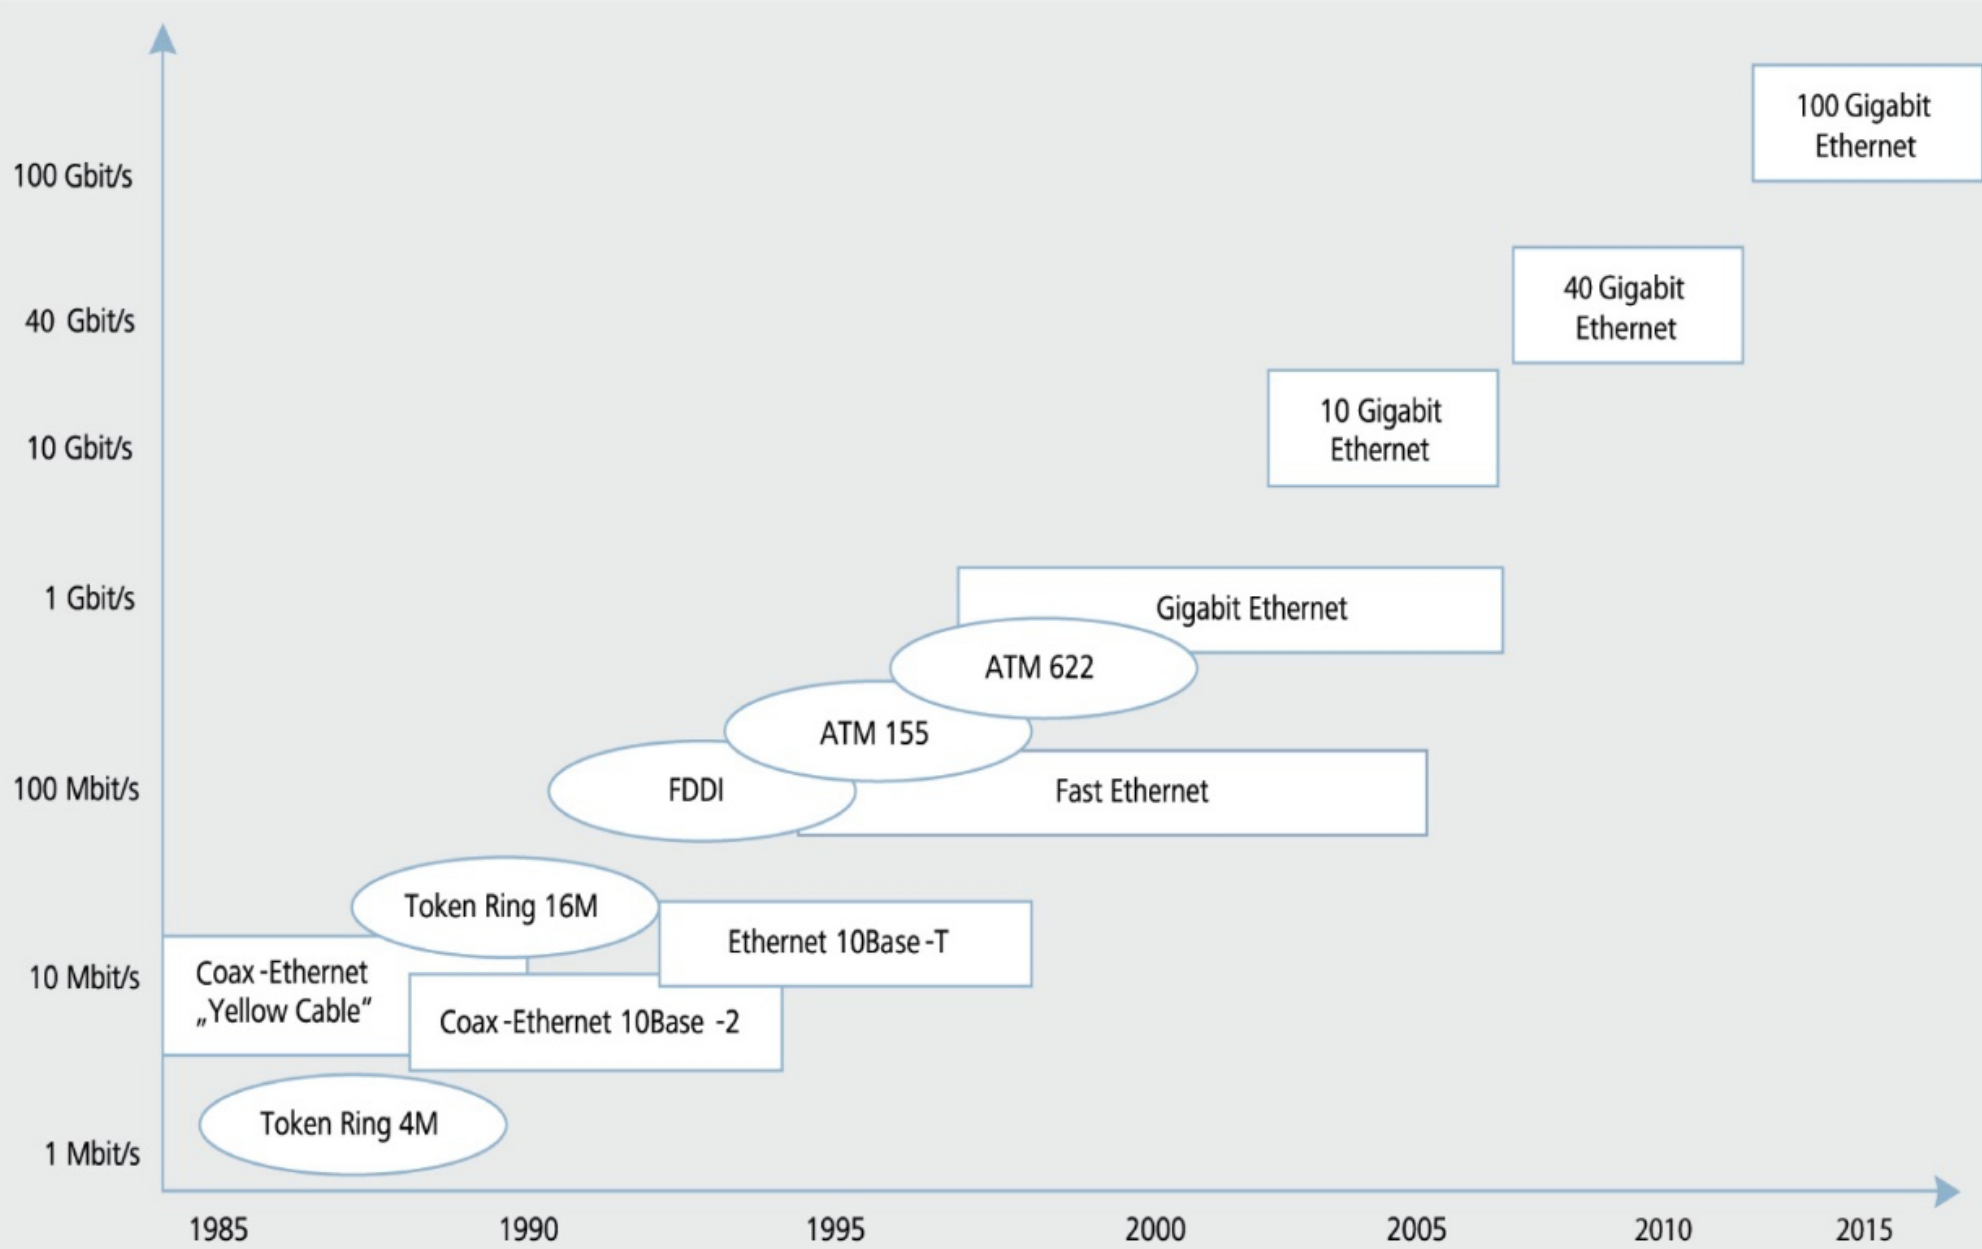 100 Gigabit
Ethernet
100 Gbit/s
40 Gigabit
Ethernet
40 Gbit/s
10 Gigabit
Ethernet
10 Gbit/s
1 Gbit/s
Gigabit Ethernet
ATM 622
ATM 155
100 Mbit/s
FDDI
Fast Ethernet
Token Ring 16M
Ethernet 10Base-T
10 Mbit/s
Coax-Ethernet
„Yellow Cable“
Coax-Ethernet 10Base -2
Token Ring 4M
1 Mbit/s
1985 1990 1995 2000 2005 2010 2015